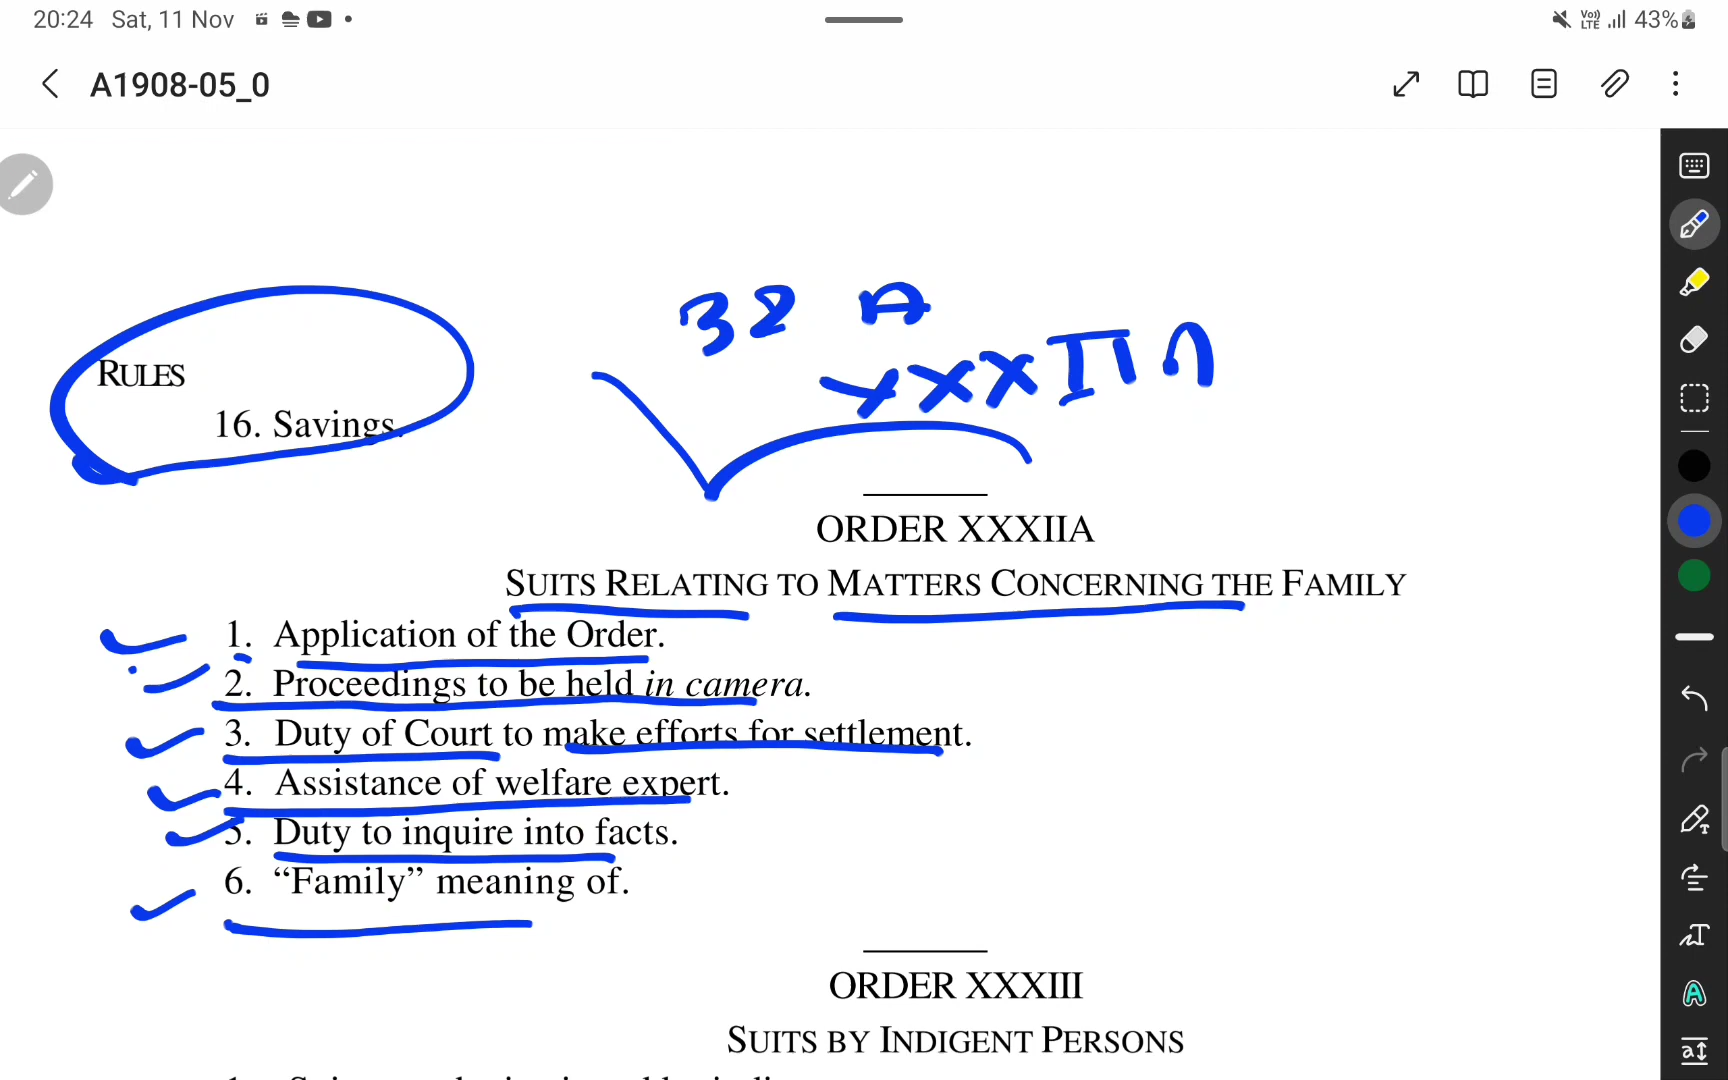 20:24 Sat, 11 Nov
Vo)) LTE 43%
A1908-05_0
32 A
XXXII A
RULES
16. Savings.
ORDER XXXIIA
SUITS RELATING TO MATTERS CONCERNING THE FAMILY
1. Application of the Order.
2. Proceedings to be held in camera.
3. Duty of Court to make efforts for settlement.
4. Assistance of welfare expert.
5. Duty to inquire into facts.
6. “Family” meaning of.
ORDER XXXIII
SUITS BY INDIGENT PERSONS